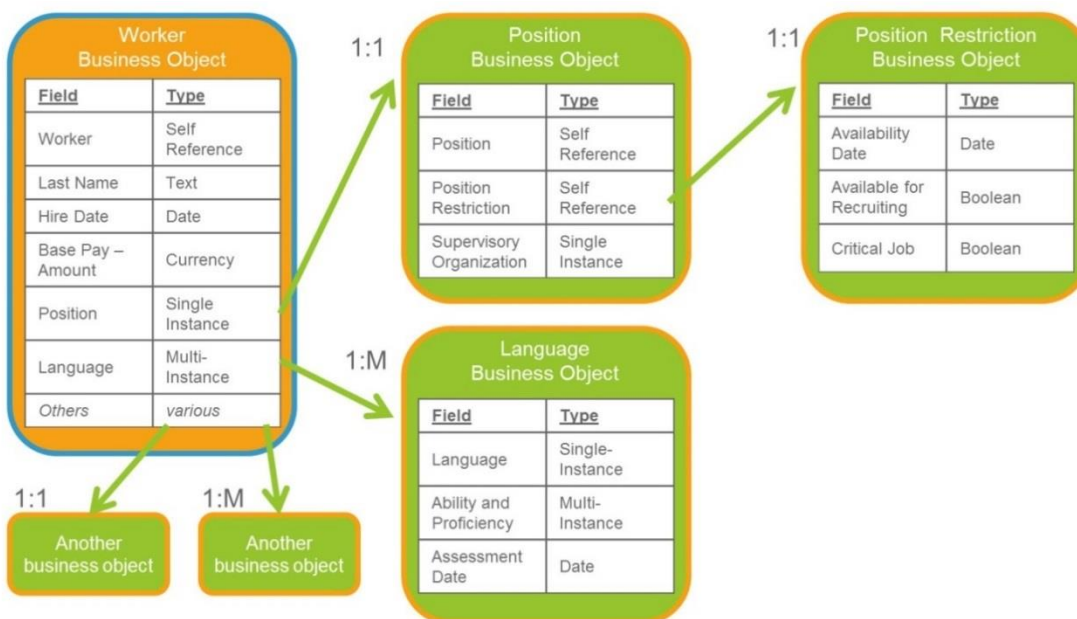 Worker
Business Object
Field Type
Worker Self
Reference
Last Name Text
Hire Date Date
Base Pay –
Amount Currency
Position Single
Instance
Language Multi-
Instance
Others various
1:1
Position
Business Object
Field Type
Position Self
Reference
Position
Restriction Self
Reference
Supervisory
Organization Single
Instance
1:1
Position Restriction
Business Object
Field Type
Availability
Date Date
Available for
Recruiting Boolean
Critical Job Boolean
1:M
Language
Business Object
Field Type
Language Single-
Instance
Ability and
Proficiency Multi-
Instance
Assessment
Date Date
1:1
Another
business object
1:M
Another
business object